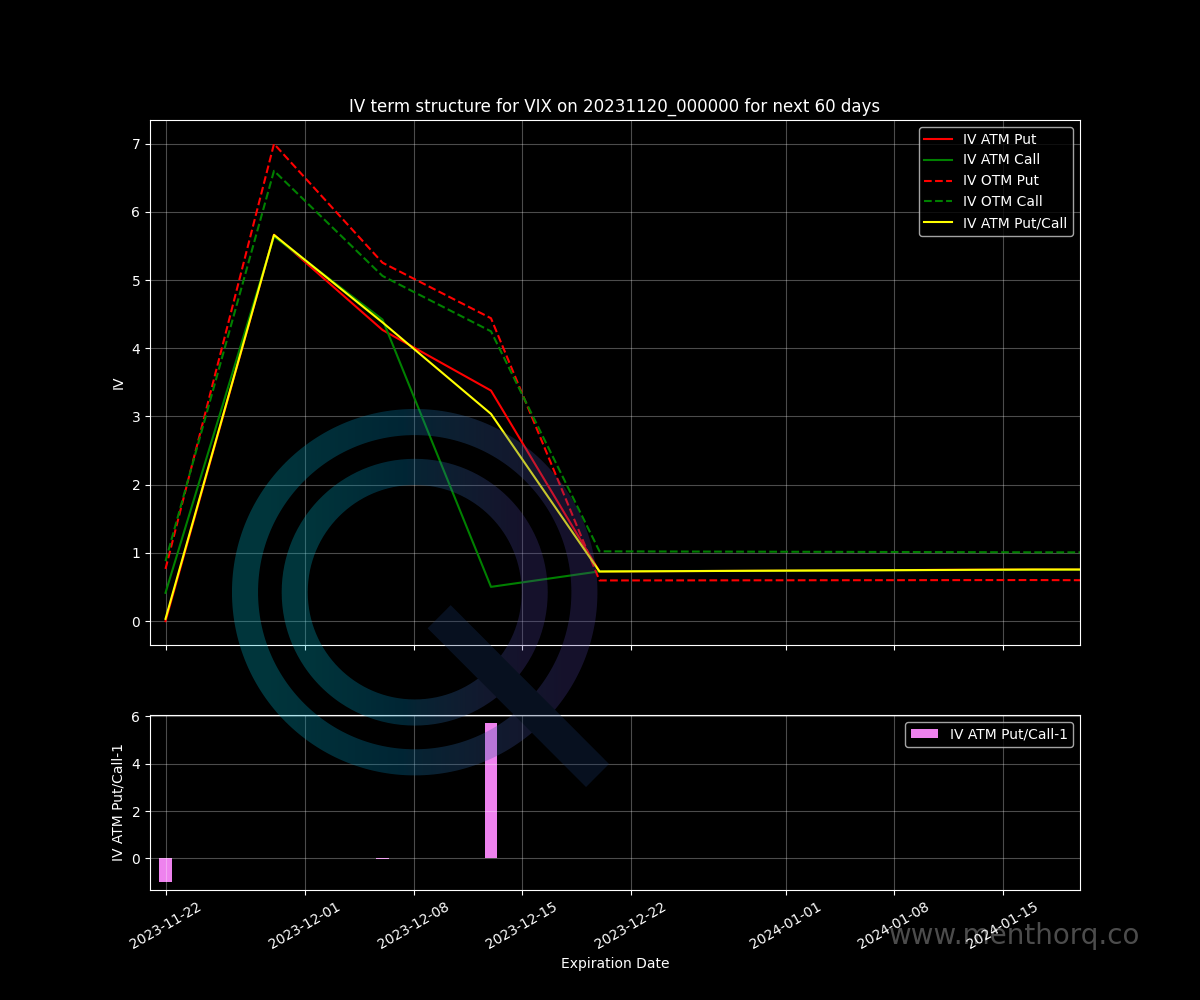 IV term structure for VIX on 20231120_000000 for next 60 days
IV
7
6
5
4
3
2
1
0
IV ATM Put
IV ATM Call
IV OTM Put
IV OTM Call
IV ATM Put/Call
IV ATM Put/Call-1
6
4
2
0
IV ATM Put/Call-1
2023-11-22
2023-12-01
2023-12-08
2023-12-15
2023-12-22
2024-01-01
2024-01-08
2024-01-15
Expiration Date
www.menthorq.co